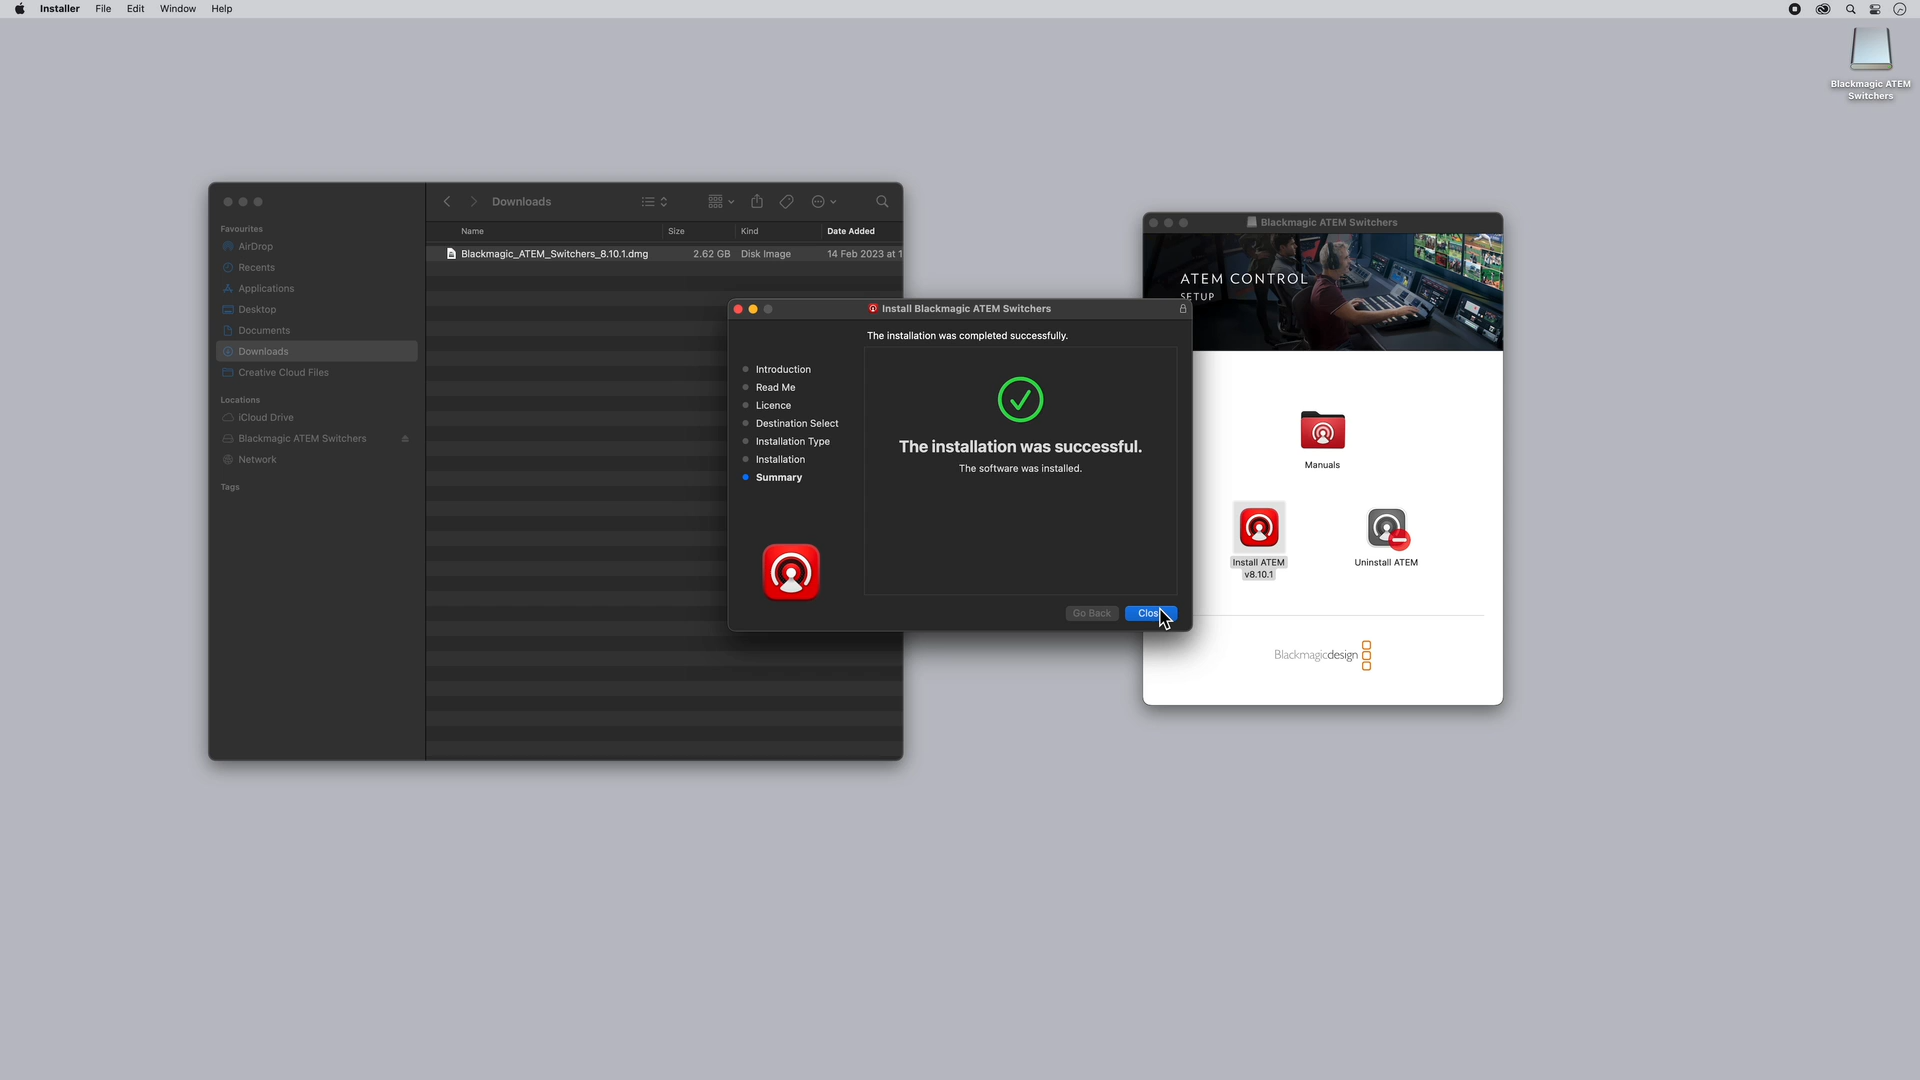 Installer File Edit Window Help
Blackmagic ATEM
Switchers
Favourites
AirDrop
Recents
Applications
Desktop
Documents
Downloads
Creative Cloud Files
Locations
iCloud Drive
Blackmagic ATEM Switchers
Network
Tags
Downloads
Name Size Kind Date Added
Blackmagic_ATEM_Switchers_8.10.1.dmg 2.62 GB Disk Image 14 Feb 2023 at 1
Install Blackmagic ATEM Switchers
The installation was completed successfully.
Introduction
Read Me
Licence
Destination Select
Installation Type
Installation
Summary
The installation was successful.
The software was installed.
Go Back Clos
Blackmagic ATEM Switchers
ATEM CONTROL
SETUP
Manuals
Install ATEM
v8.10.1
Uninstall ATEM
Blackmagicdesign